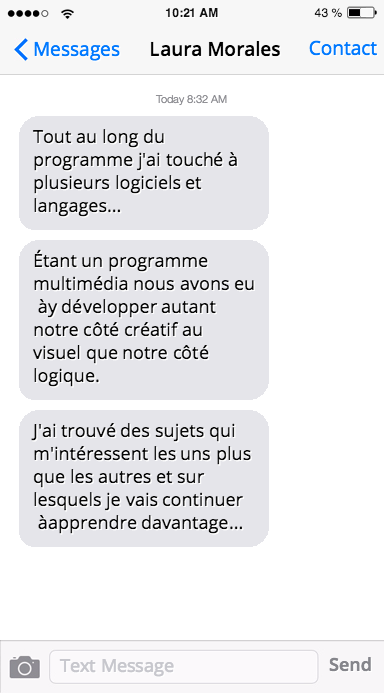 10:21 AM
43 %
Messages
Laura Morales
Contact
Today 8:32 AM
Tout au long du
programme j'ai touché à
plusieurs logiciels et
langages...
Étant un programme
multimédia nous avons eu
ày développer autant
notre côté créatif au
visuel que notre côté
logique.
J'ai trouvé des sujets qui
m'intéressent les uns plus
que les autres et sur
lesquels je vais continuer
àapprendre davantage...
Text Message
Send